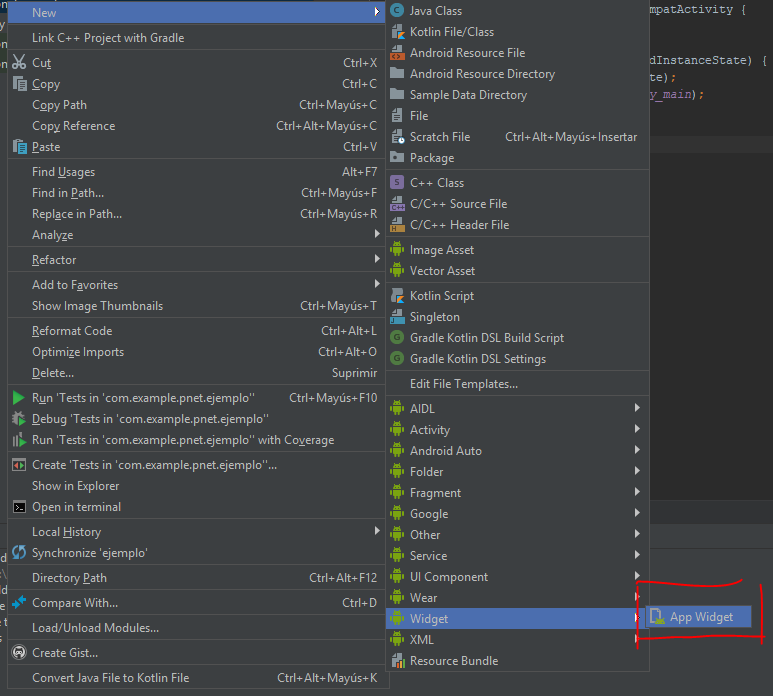 New
Link C++ Project with Gradle
Cut Ctrl+X
Copy Ctrl+C
Copy Path Ctrl+Mayús+C
Copy Reference Ctrl+Alt+Mayús+C
Paste Ctrl+V
Find Usages Alt+F7
Find in Path... Ctrl+Mayús+F
Replace in Path... Ctrl+Mayús+R
Analyze
Refactor
Add to Favorites
Show Image Thumbnails Ctrl+Mayús+T
Reformat Code Ctrl+Alt+L
Optimize Imports Ctrl+Alt+O
Delete... Suprimir
Run 'Tests in 'com.example.pnet.ejemplo'' Ctrl+Mayús+F10
Debug 'Tests in 'com.example.pnet.ejemplo''
Run 'Tests in 'com.example.pnet.ejemplo'' with Coverage
Create 'Tests in 'com.example.pnet.ejemplo''...
Show in Explorer
Open in terminal
Local History
Synchronize 'ejemplo'
Directory Path Ctrl+Alt+F12
Compare With... Ctrl+D
Load/Unload Modules...
Create Gist...
Convert Java File to Kotlin File Ctrl+Alt+Mayús+K
Java Class
Kotlin File/Class
Android Resource File
Android Resource Directory
Sample Data Directory
File
Scratch File Ctrl+Alt+Mayús+Insertar
Package
C++ Class
C/C++ Source File
C/C++ Header File
Image Asset
Vector Asset
Kotlin Script
Singleton
Gradle Kotlin DSL Build Script
Gradle Kotlin DSL Settings
Edit File Templates...
AIDL
Activity
Android Auto
Folder
Fragment
Google
Other
Service
UI Component
Wear
Widget
XML
Resource Bundle
App Widget
mpatActivity {
dInstanceState) {
te);
y_main);